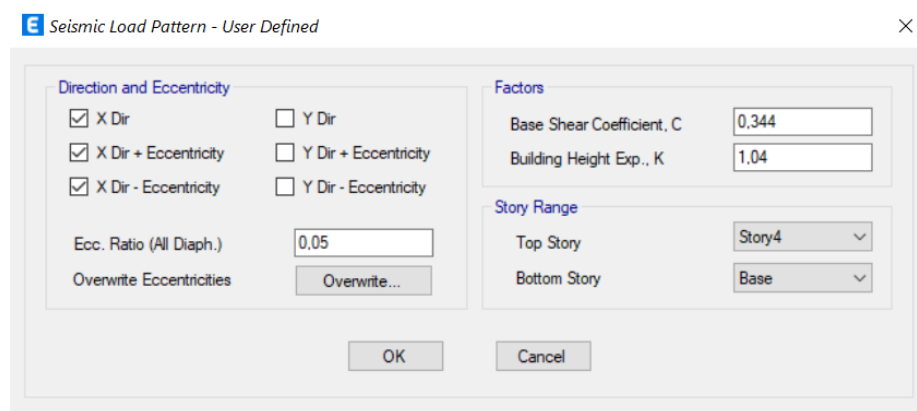 E Seismic Load Pattern - User Defined
Direction and Eccentricity
X Dir
Y Dir
X Dir + Eccentricity
Y Dir + Eccentricity
X Dir - Eccentricity
Y Dir - Eccentricity
Ecc. Ratio (All Diaph.)
0,05
Overwrite Eccentricities
Overwrite...
Factors
Base Shear Coefficient, C
0,344
Building Height Exp., K
1,04
Story Range
Top Story
Story4
Bottom Story
Base
OK
Cancel